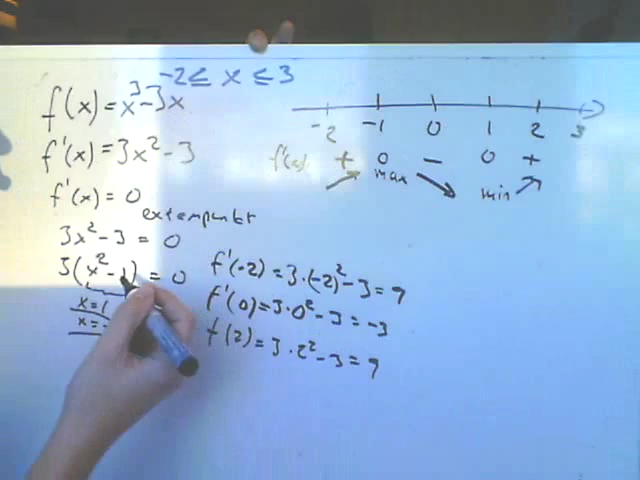 f(x)=x³-3x  -2 ≤ x ≤ 3
f'(x)=3x²-3
f'(x)=0
extempunkt
3x²-3=0
3(x²-1)=0
x=1
x=-
f'(-2)=3·(-2)²-3=9
f'(0)=3·0²-3=-3
f'(2)=3·2²-3=9
-2 -1 0 1 2 3
f'(x) + 0 - 0 +
max min